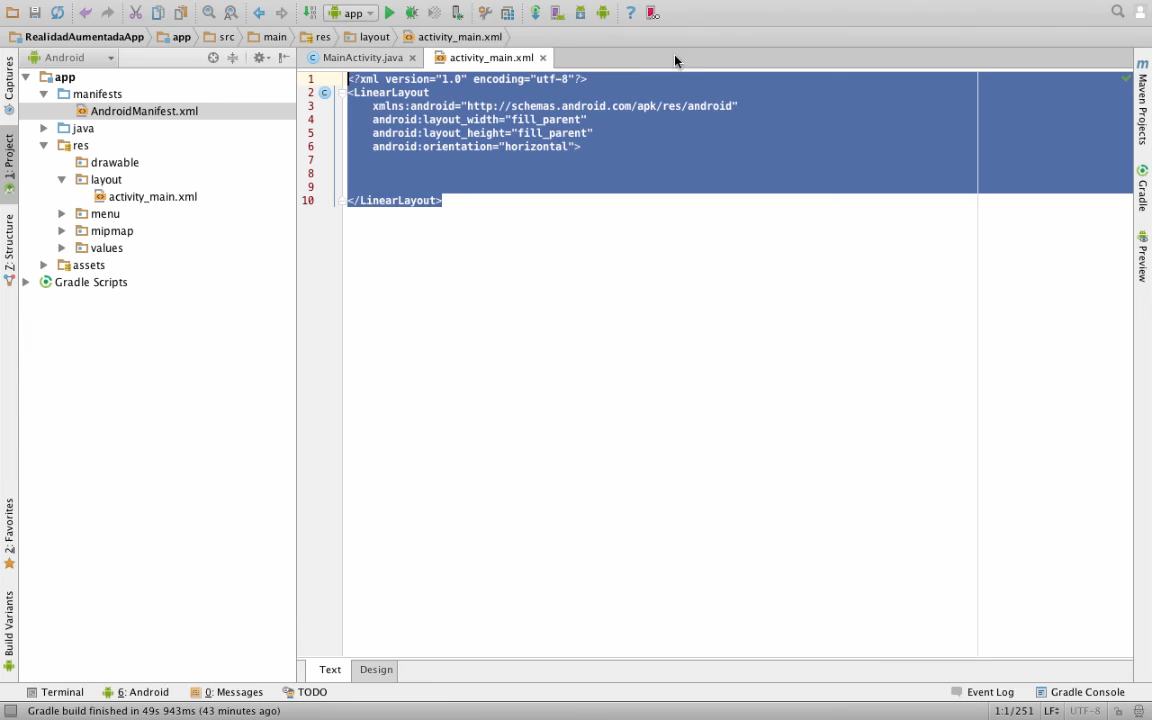 app
RealidadAumentadaApp app src main res layout activity_main.xml
Android
MainActivity.java
activity_main.xml
Captures
1: Project
Z: Structure
2: Favorites
Build Variants
app
manifests
AndroidManifest.xml
java
res
drawable
layout
activity_main.xml
menu
mipmap
values
assets
Gradle Scripts
1 <?xml version="1.0" encoding="utf-8"?>
2 <LinearLayout
3 xmlns:android="http://schemas.android.com/apk/res/android"
4 android:layout_width="fill_parent"
5 android:layout_height="fill_parent"
6 android:orientation="horizontal">
7
8
9
10 </LinearLayout>
Maven Projects
Gradle
Preview
Text Design
Terminal 6: Android 0: Messages TODO Event Log Gradle Console
Gradle build finished in 49s 943ms (43 minutes ago) 1:1/251 LF÷ UTF-8÷